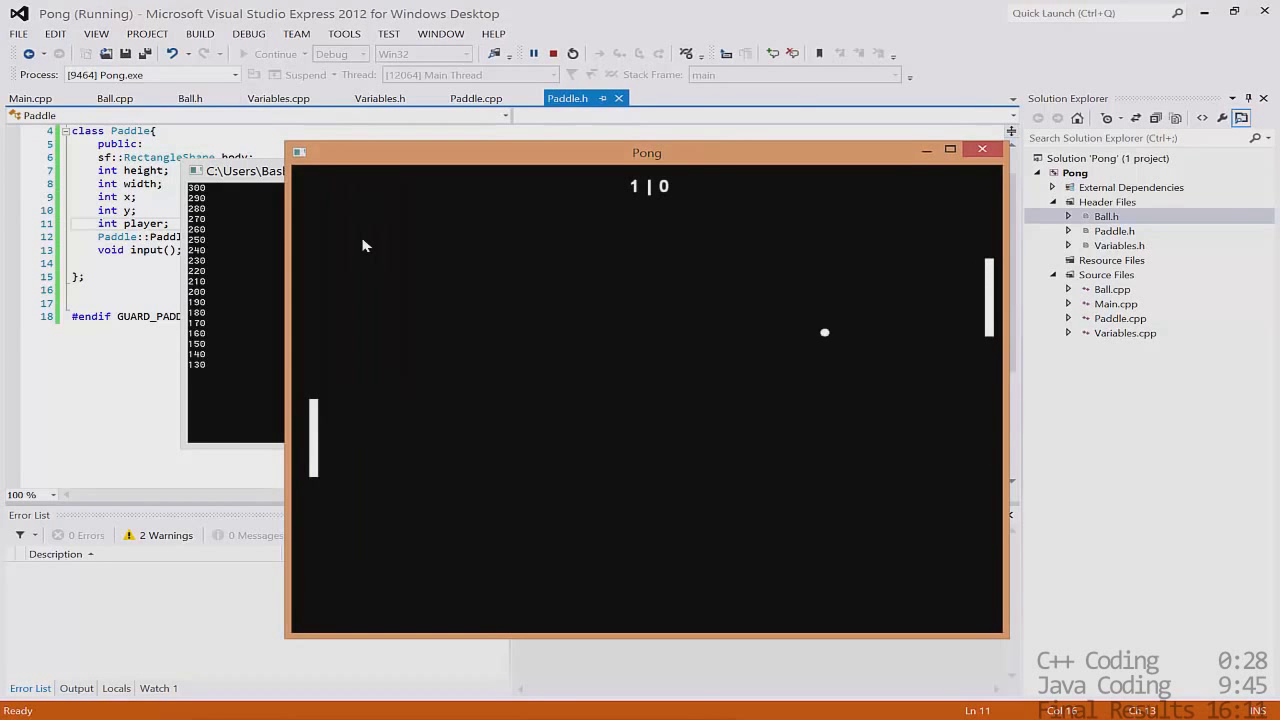 Pong (Running) - Microsoft Visual Studio Express 2012 for Windows Desktop
Quick Launch (Ctrl+Q)
FILE EDIT VIEW PROJECT BUILD DEBUG TEAM TOOLS TEST WINDOW HELP
Continue Debug Win32
Process: [9464] Pong.exe Suspend Thread: [12064] Main Thread Stack Frame: main
Main.cpp Ball.cpp Ball.h Variables.cpp Variables.h Paddle.cpp Paddle.h
Paddle
4 class Paddle{
5 public:
6 sf::RectangleShape body;
7 int height;
8 int width;
9 int x;
10 int y;
11 int player;
12 Paddle::Paddl
13 void input();
14
15 };
16
17
18 #endif GUARD_PADD
100 %
C:\Users\Bas
300
290
280
270
260
250
240
230
220
210
200
190
180
170
160
150
140
130
Pong
1 | 0
Solution Explorer
Search Solution Explorer (Ctrl+;)
Solution 'Pong' (1 project)
Pong
External Dependencies
Header Files
Ball.h
Paddle.h
Variables.h
Resource Files
Source Files
Ball.cpp
Main.cpp
Paddle.cpp
Variables.cpp
Error List
0 Errors 2 Warnings 0 Messages
Description
Error List Output Locals Watch 1
C++ Coding 0:28
Java Coding 9:45
Final Results 16:11
Ready Ln 11 Col 16 Ch 13 INS